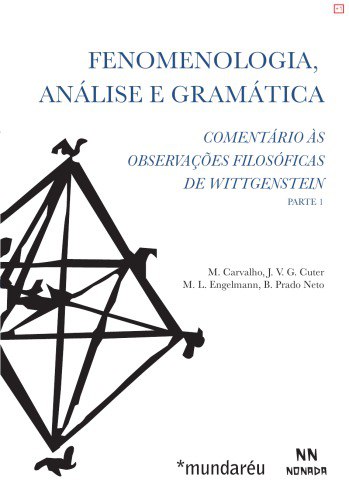 FENOMENOLOGIA,
ANÁLISE E GRAMÁTICA
COMENTÁRIO ÀS
OBSERVAÇÕES FILOSÓFICAS
DE WITTGENSTEIN
PARTE 1
M. Carvalho, J. V. G. Cuter
M. L. Engelmann, B. Prado Neto
*mundaréu
NN
NONADA